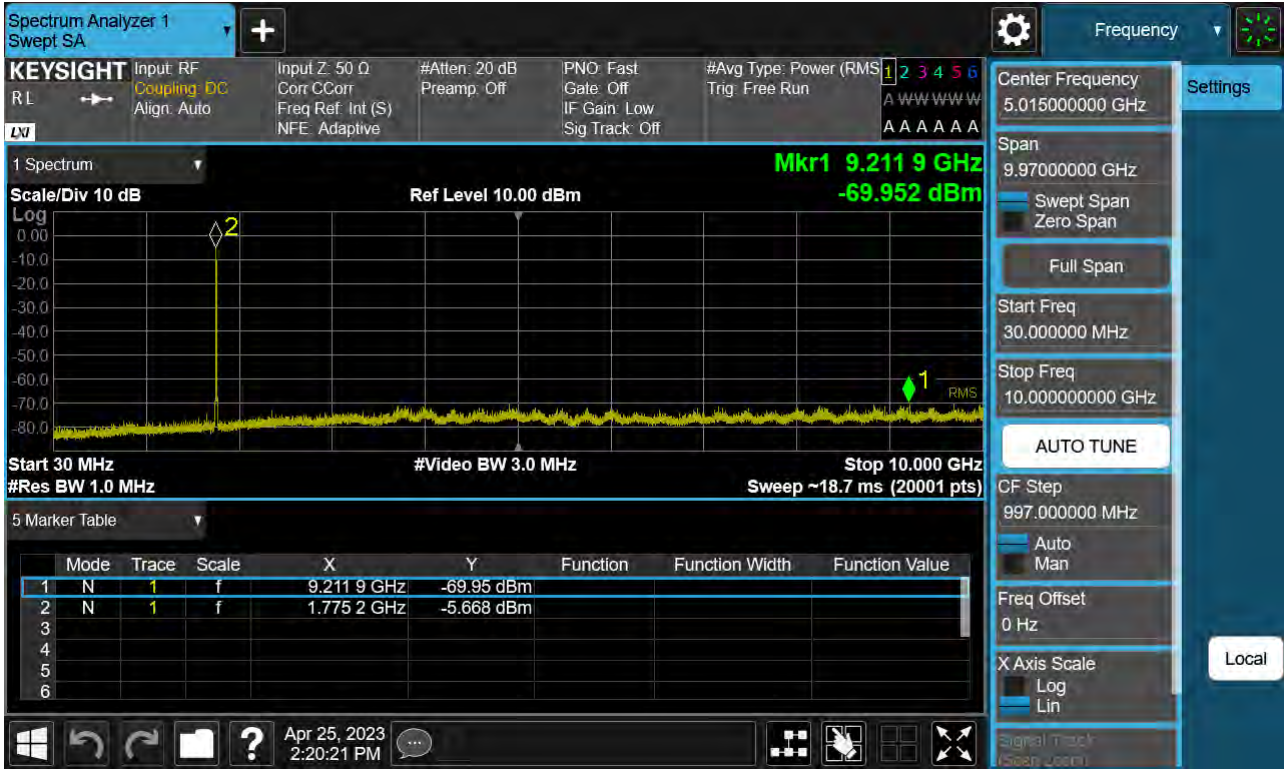 Spectrum Analyzer 1
Swept SA
Frequency
KEYSIGHT
RL
LXI
Input: RF
Coupling: DC
Align: Auto
Input Z: 50 Ω
Corr CCorr
Freq Ref: Int (S)
NFE: Adaptive
#Atten: 20 dB
Preamp: Off
PNO: Fast
Gate: Off
IF Gain: Low
Sig Track: Off
#Avg Type: Power (RMS
Trig: Free Run
1 2 3 4 5 6
A W W W W W
A A A A A A
1 Spectrum
Scale/Div 10 dB
Ref Level 10.00 dBm
Mkr1 9.211 9 GHz
-69.952 dBm
Log
0.00
-10.0
-20.0
-30.0
-40.0
-50.0
-60.0
-70.0
-80.0
2
1
RMS
Start 30 MHz
#Video BW 3.0 MHz
Stop 10.000 GHz
#Res BW 1.0 MHz
Sweep ~18.7 ms (20001 pts)
5 Marker Table
Mode Trace Scale X Y Function Function Width Function Value
1 N 1 f 9.211 9 GHz -69.95 dBm
2 N 1 f 1.775 2 GHz -5.668 dBm
3
4
5
6
Apr 25, 2023
2:20:21 PM
Center Frequency
5.015000000 GHz
Settings
Span
9.97000000 GHz
Swept Span
Zero Span
Full Span
Start Freq
30.000000 MHz
Stop Freq
10.000000000 GHz
AUTO TUNE
CF Step
997.000000 MHz
Auto
Man
Freq Offset
0 Hz
X Axis Scale
Log
Lin
Local
Signal Track
(Span Zoom)